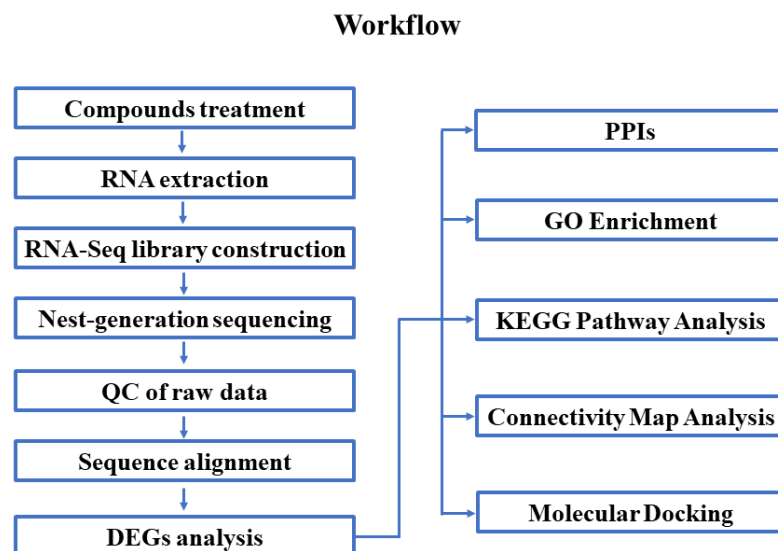 Workflow
Compounds treatment
RNA extraction
RNA-Seq library construction
Nest-generation sequencing
QC of raw data
Sequence alignment
DEGs analysis
PPIs
GO Enrichment
KEGG Pathway Analysis
Connectivity Map Analysis
Molecular Docking